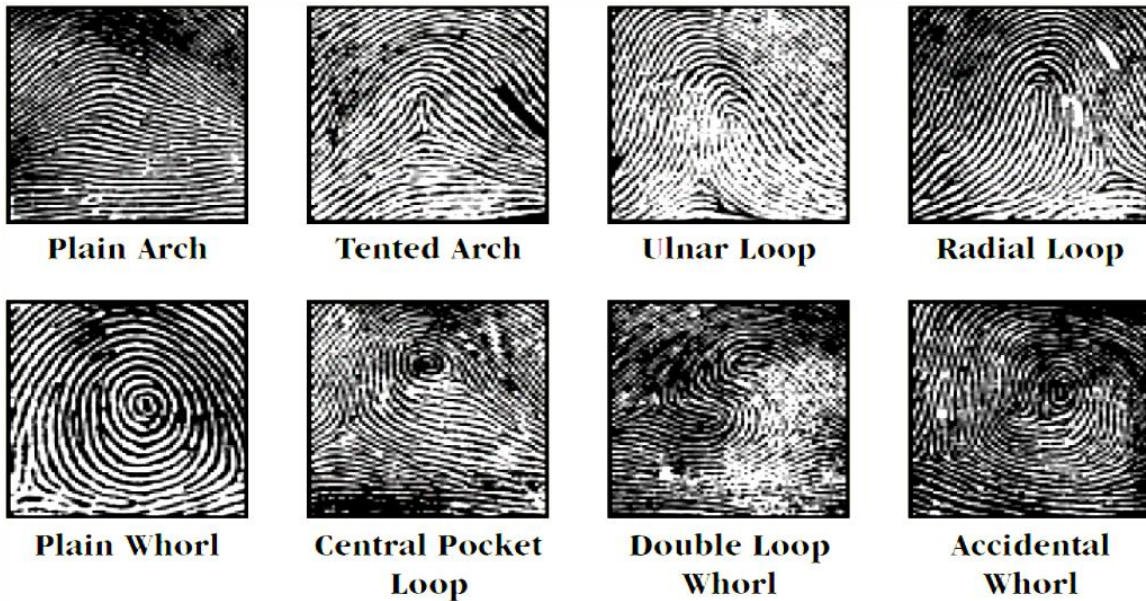 Plain Arch
Tented Arch
Ulnar Loop
Radial Loop
Plain Whorl
Central Pocket
Loop
Double Loop
Whorl
Accidental
Whorl